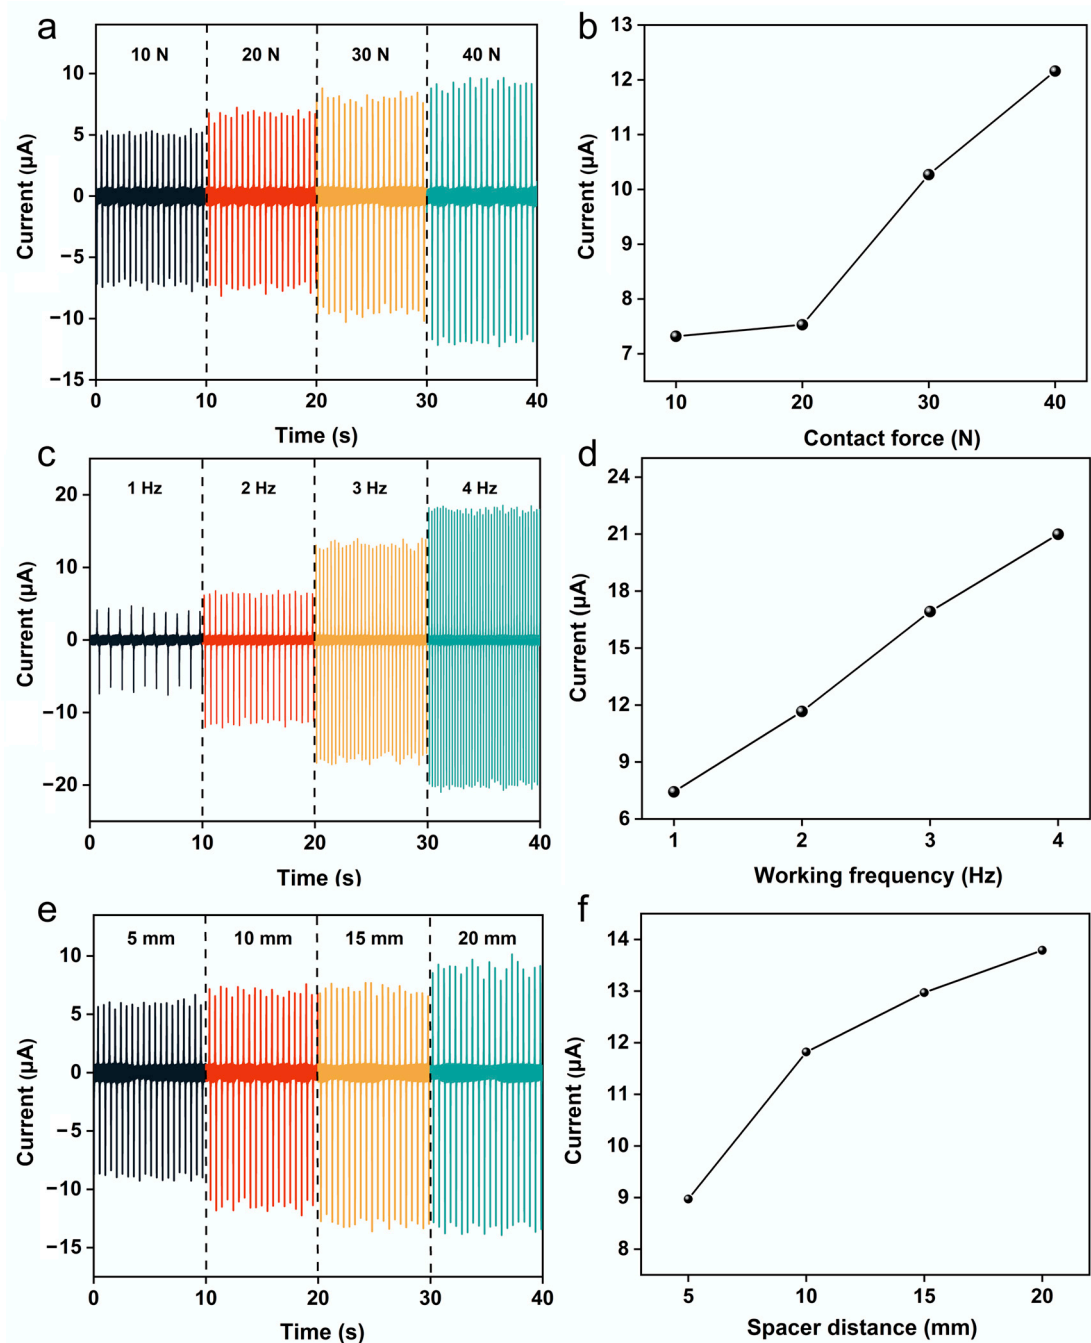 a
10 N 20 N 30 N 40 N
10
5
0
−5
−10
−15
Current (μA)
0 10 20 30 40
Time (s)
b
13
12
11
10
9
8
7
Current (μA)
10 20 30 40
Contact force (N)
c
1 Hz 2 Hz 3 Hz 4 Hz
20
10
0
−10
−20
Current (μA)
0 10 20 30 40
Time (s)
d
24
21
18
15
12
9
6
Current (μA)
1 2 3 4
Working frequency (Hz)
e
5 mm 10 mm 15 mm 20 mm
10
5
0
−5
−10
−15
Current (μA)
0 10 20 30 40
Time (s)
f
14
13
12
11
10
9
8
Current (μA)
5 10 15 20
Spacer distance (mm)